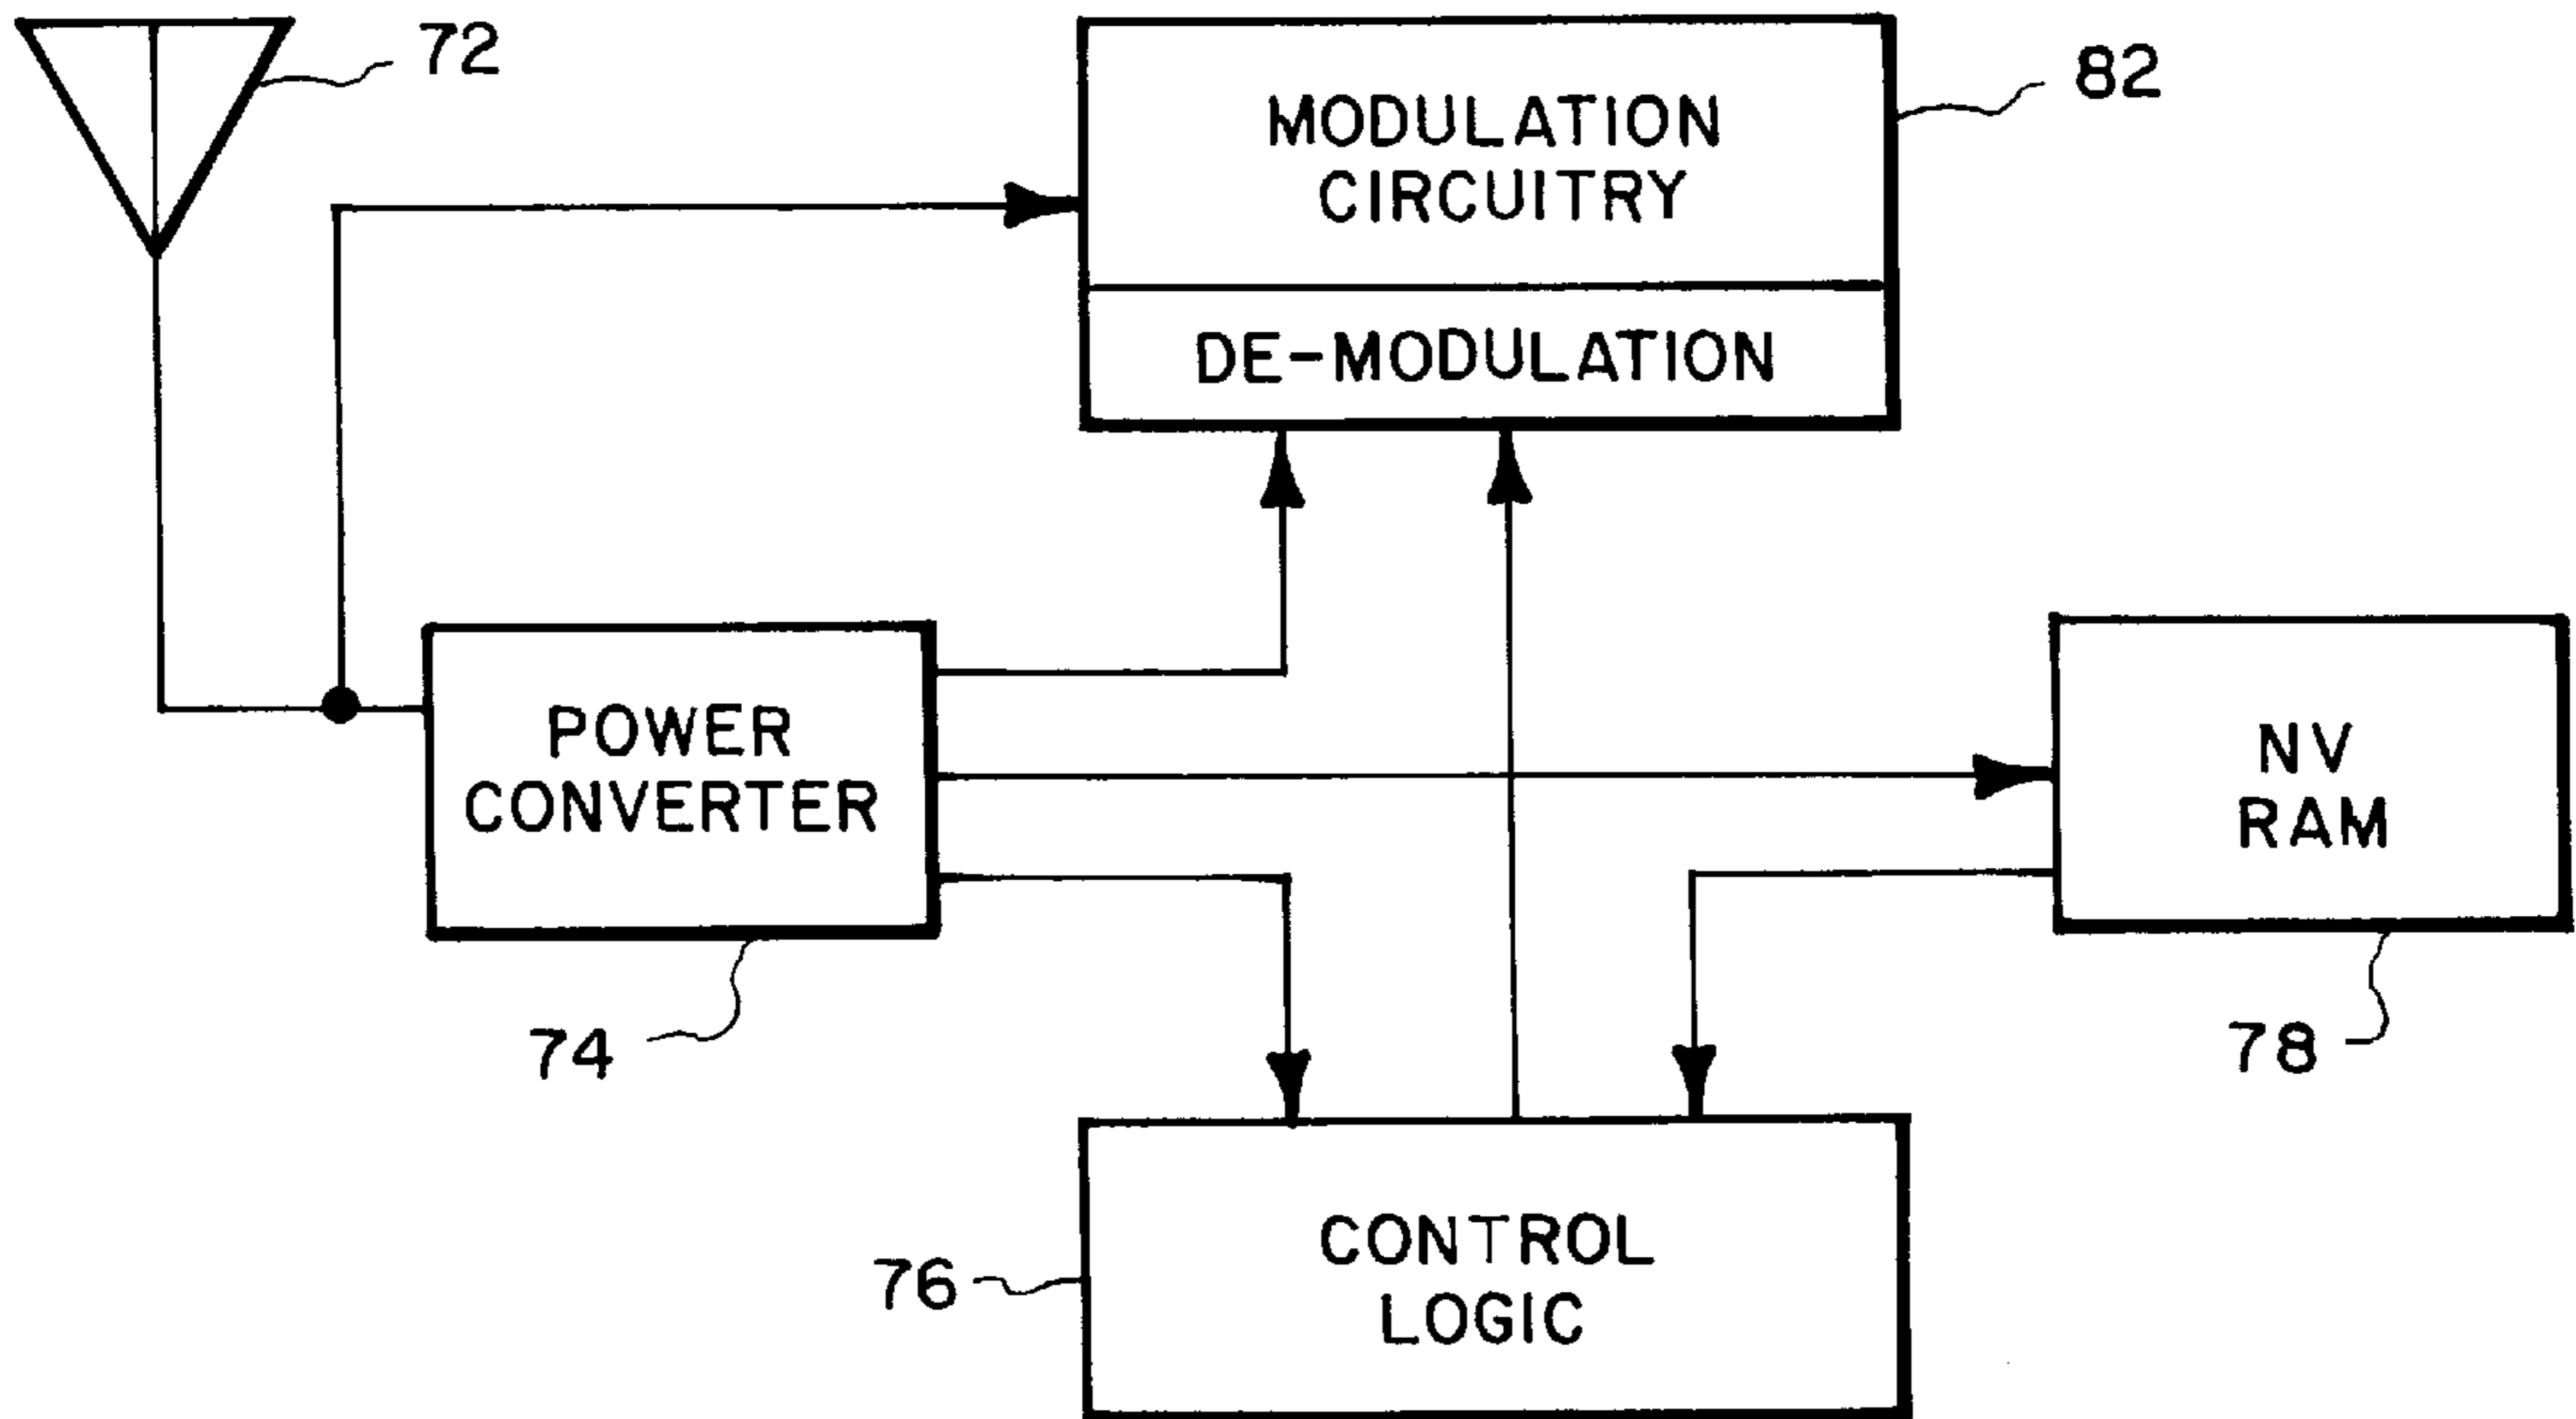 72
82
MODULATION
CIRCUITRY
DE-MODULATION
POWER
CONVERTER
NV
RAM
74
78
76
CONTROL
LOGIC